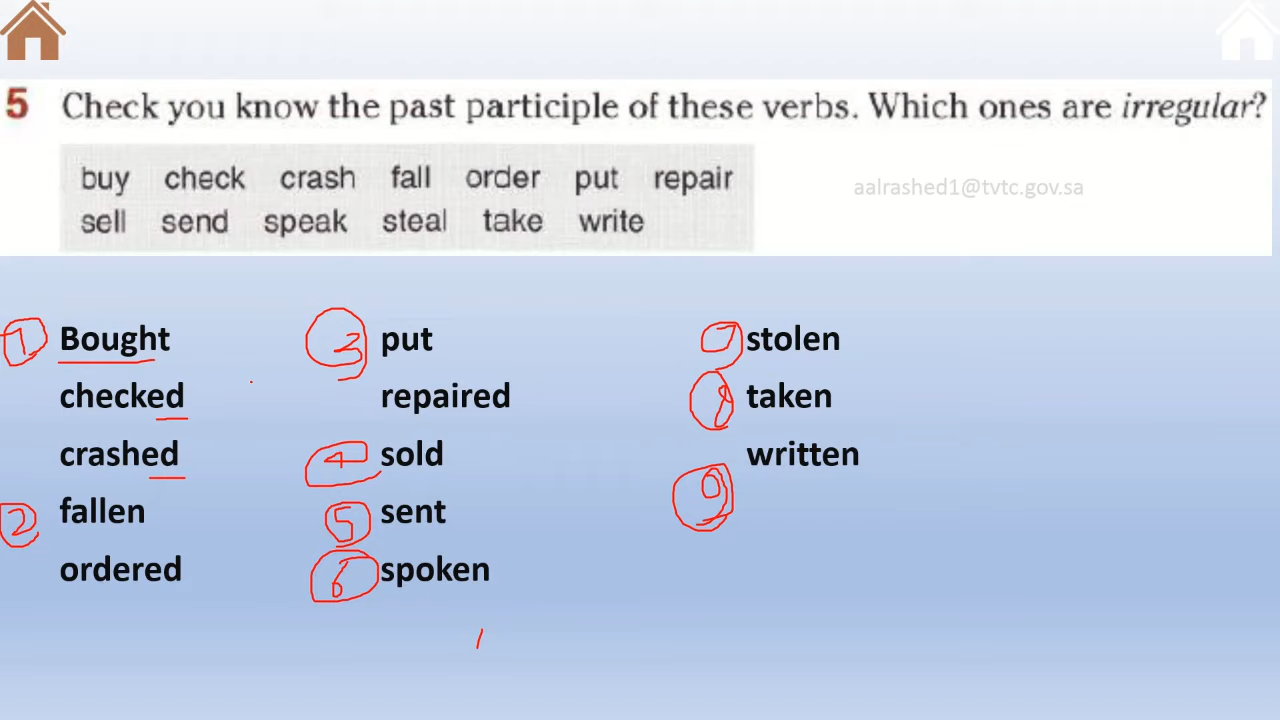 5 Check you know the past participle of these verbs. Which ones are irregular?
buy check crash fall order put repair
sell send speak steal take write
aalrashed1@tvtc.gov.sa
1 Bought
checked
crashed
2 fallen
ordered
3 put
repaired
4 sold
5 sent
6 spoken
7 stolen
8 taken
written
9